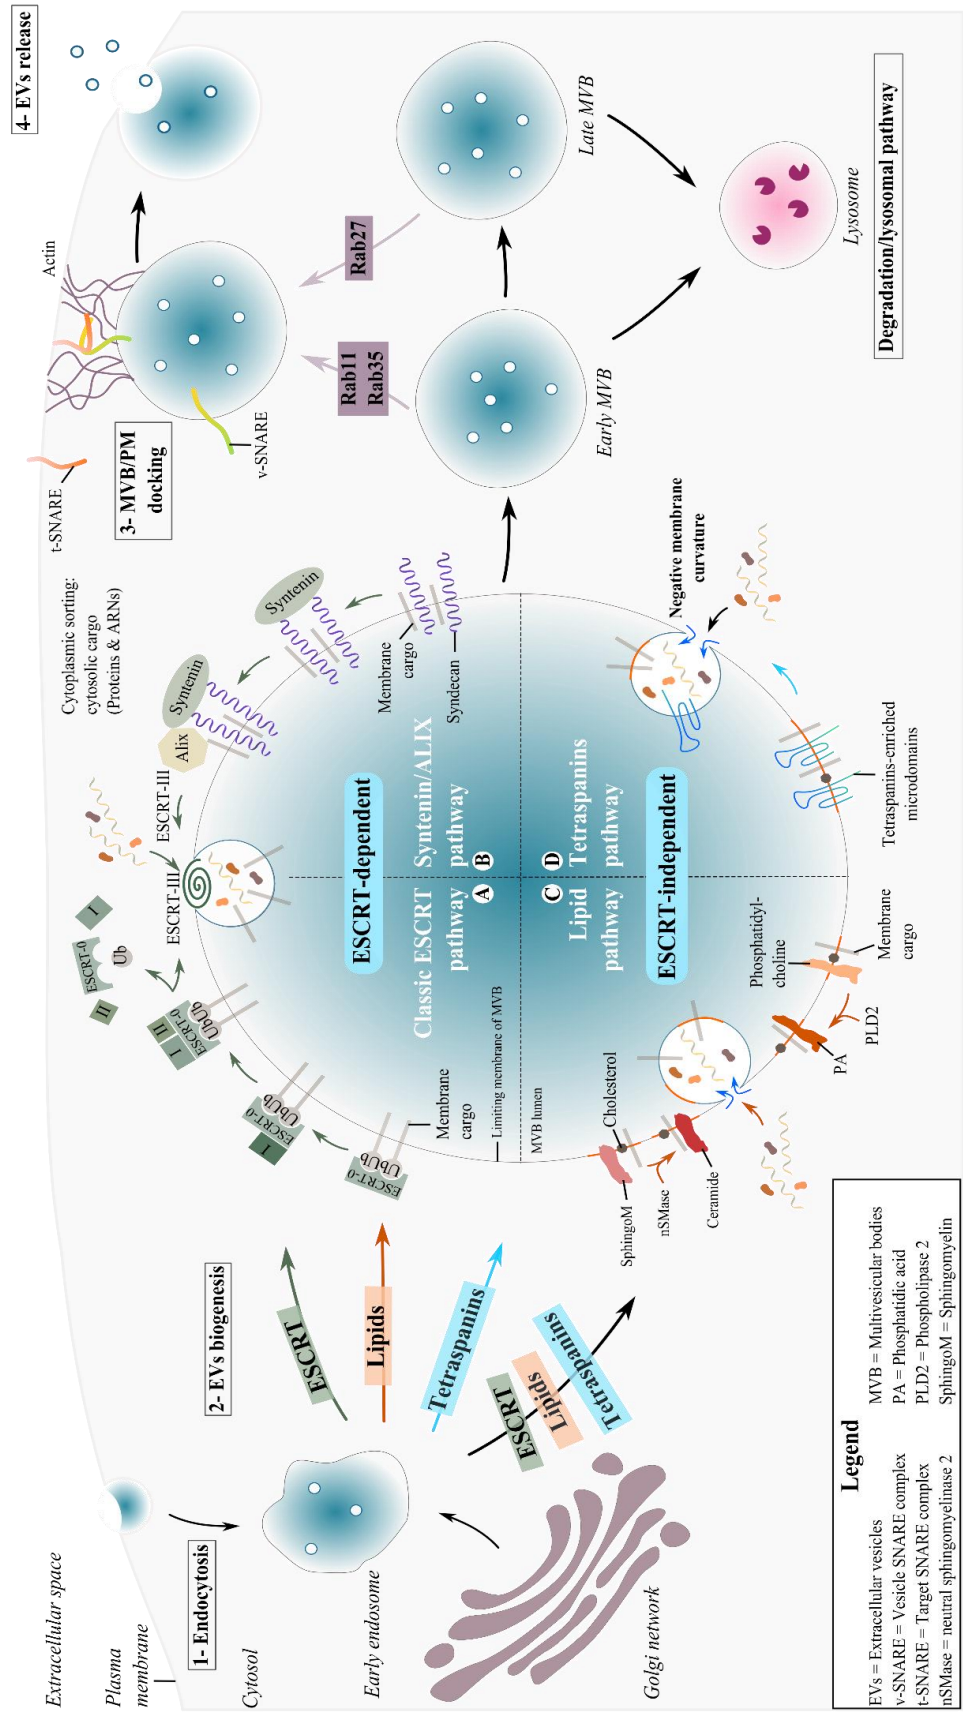 Extracellular space
Plasma
membrane
1- Endocytosis
Cytosol
Early endosome
Golgi network
2- EVs biogenesis
ESCRT
Lipids
Tetraspanins
ESCRT
Lipids
Tetraspanins
ESCRT-0
UbUb
Membrane
cargo
Limiting membrane of MVB
MVB lumen
I
ESCRT-0
UbUb
II
I
ESCRT-0
UbUb
II
ESCRT-0
I
Ub
ESCRT-III
ESCRT-III
Cytoplasmic sorting:
cytosolic cargo
(Proteins & ARNs)
Alix
Syntenin
Syntenin
Membrane
cargo
Syndecan
ESCRT-dependent
Classic ESCRT
pathway
A
Syntenin/ALIX
pathway
B
C
Lipid
pathway
D
Tetraspanins
pathway
ESCRT-independent
SphingoM
Cholesterol
nSMase
Ceramide
PA
PLD2
Phosphatidyl-
choline
Membrane
cargo
Tetraspanins-enriched
microdomains
Negative membrane
curvature
t-SNARE
3- MVB/PM
docking
v-SNARE
Actin
4- EVs release
Rab11
Rab35
Rab27
Early MVB
Late MVB
Lysosome
Degradation/lysosomal pathway
Legend
EVs = Extracellular vesicles
v-SNARE = Vesicle SNARE complex
t-SNARE = Target SNARE complex
nSMase = neutral sphingomyelinase 2
MVB = Multivesicular bodies
PA = Phosphatidic acid
PLD2 = Phospholipase 2
SphingoM = Sphingomyelin